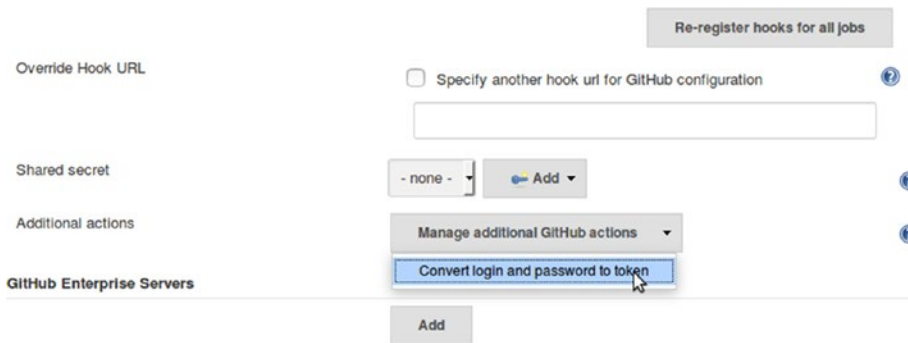 Re-register hooks for all jobs
Override Hook URL
Specify another hook url for GitHub configuration
Shared secret
- none -
Add
Additional actions
Manage additional GitHub actions
Convert login and password to token
GitHub Enterprise Servers
Add